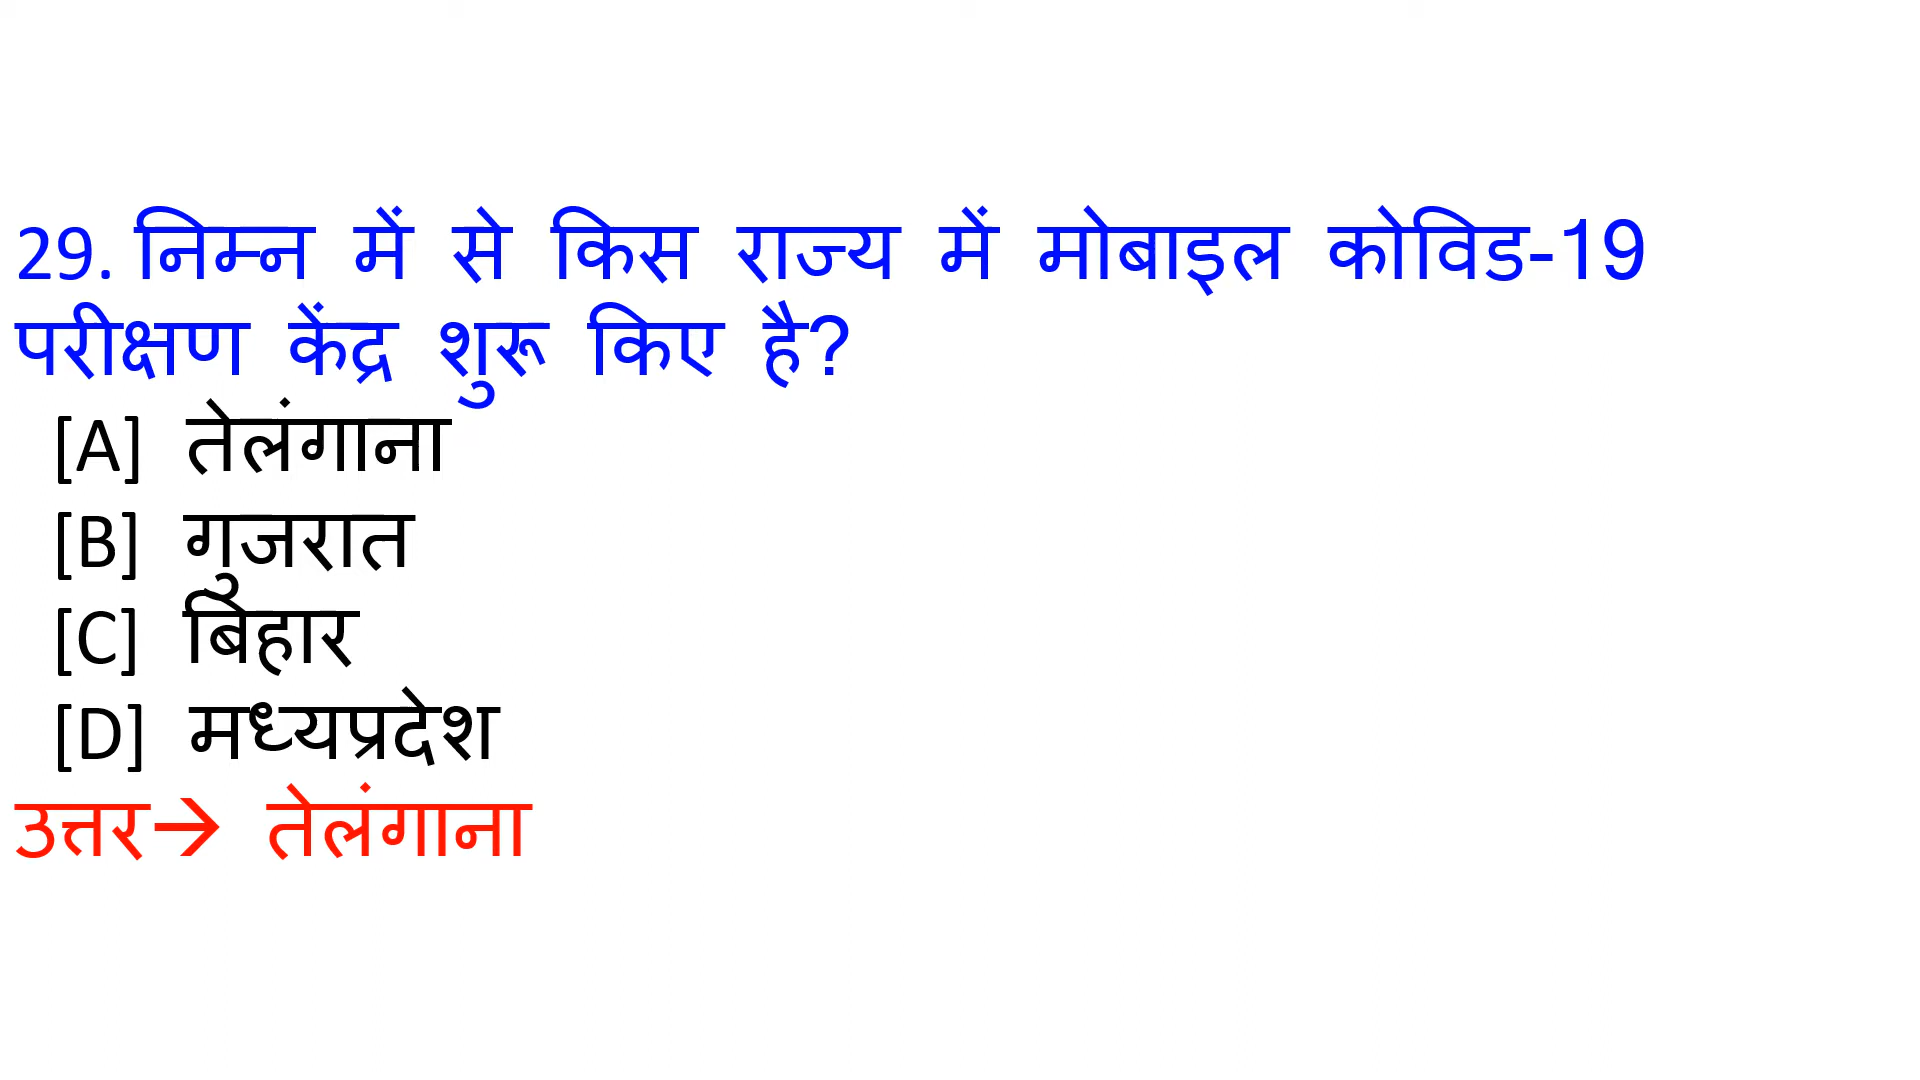 29. निम्न में से किस राज्य में मोबाइल कोविड-19
परीक्षण केंद्र शुरू किए है?
[A] तेलंगाना
[B] गुजरात
[C] बिहार
[D] मध्यप्रदेश
उत्तर→ तेलंगाना